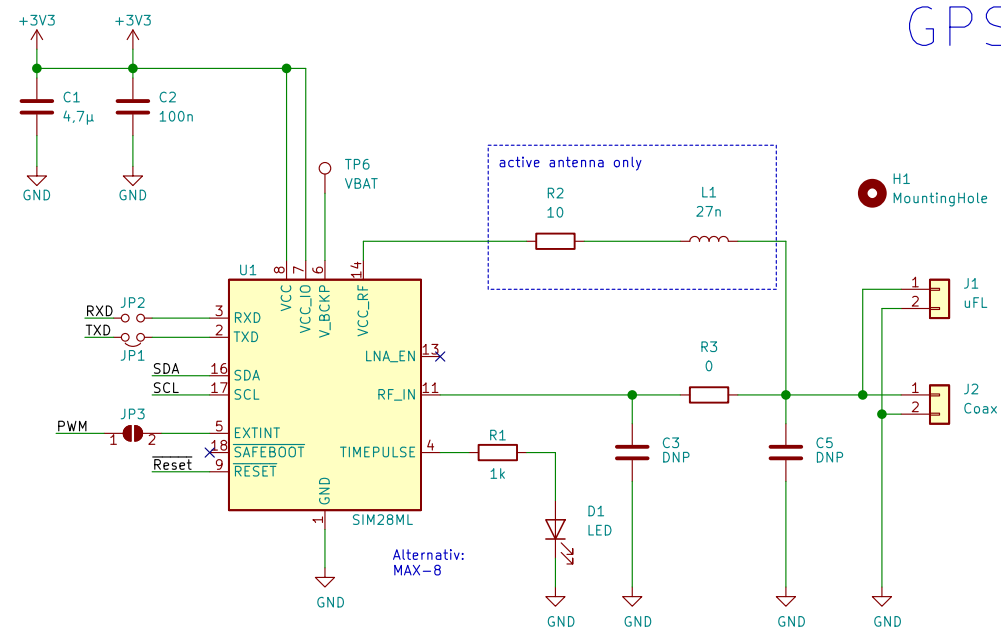 GPS
+3V3
+3V3
C1
4,7µ
C2
100n
GND
GND
TP6
VBAT
active antenna only
R2
10
L1
27n
H1
MountingHole
U1
8
7
6
14
VCC
VCC_IO
V_BCKP
VCC_RF
RXD
JP2
3
RXD
TXD
JP1
2
TXD
SDA
16
SDA
SCL
17
SCL
PWM
JP3
1
2
5
EXTINT
18
SAFEBOOT
Reset
9
RESET
LNA_EN
13
RF_IN
11
TIMEPULSE
4
GND
1
SIM28ML
GND
Alternativ:
MAX-8
R1
1k
D1
LED
GND
R3
0
C3
DNP
GND
C5
DNP
GND
1
2
J1
uFL
1
2
J2
Coax
GND